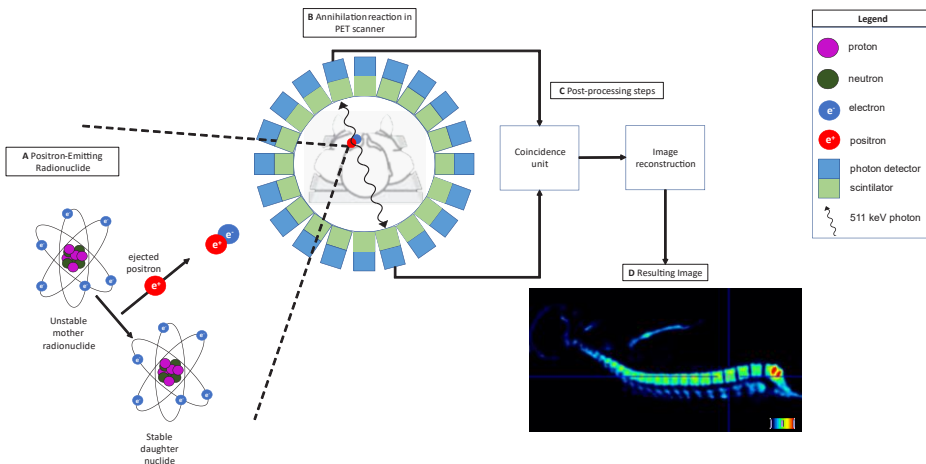 B Annihilation reaction in
PET scanner
A Positron-Emitting
Radionuclide
e⁻
e⁻
e⁻
e⁻
e⁻
e⁻
e⁻
Unstable
mother
radionuclide
ejected
positron
e⁺
e⁻
e⁺
e⁻
e⁻
e⁻
e⁻
e⁻
e⁻
Stable
daughter
nuclide
e⁺
C Post-processing steps
Coincidence
unit
Image
reconstruction
D Resulting Image
Legend
proton
neutron
e⁻ electron
e⁺ positron
photon detector
scintilator
511 keV photon